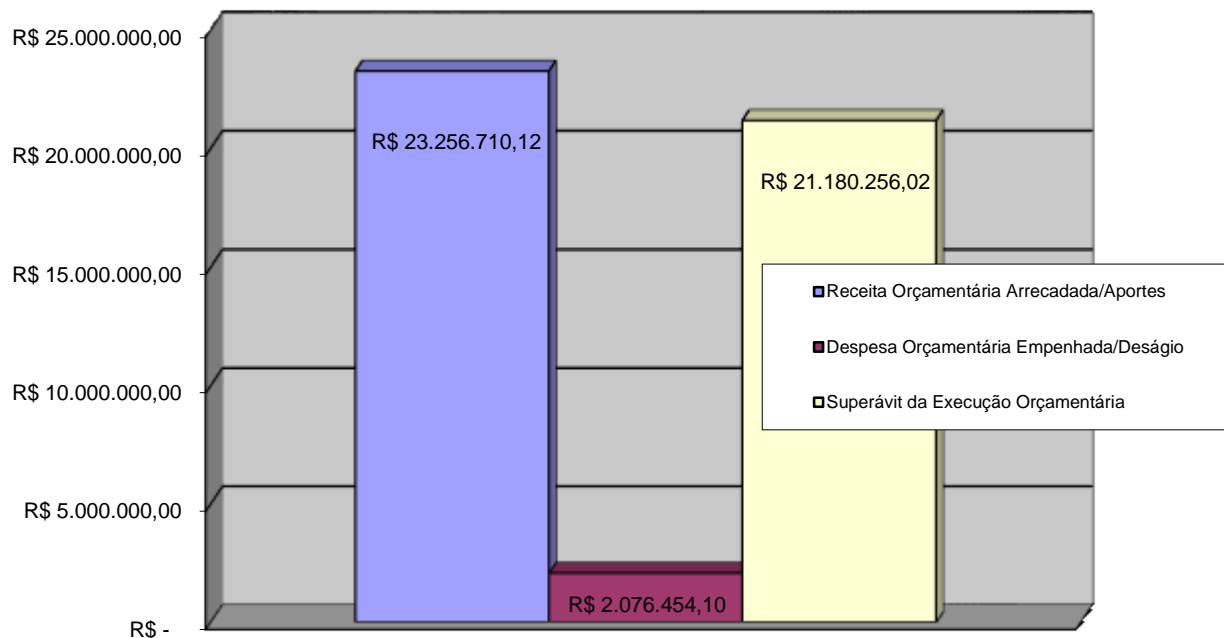 R$ 25.000.000,00
R$ 20.000.000,00
R$ 15.000.000,00
R$ 10.000.000,00
R$ 5.000.000,00
R$ -
R$ 23.256.710,12
R$ 2.076.454,10
R$ 21.180.256,02
Receita Orçamentária Arrecadada/Aportes
Despesa Orçamentária Empenhada/Deságio
Superávit da Execução Orçamentária